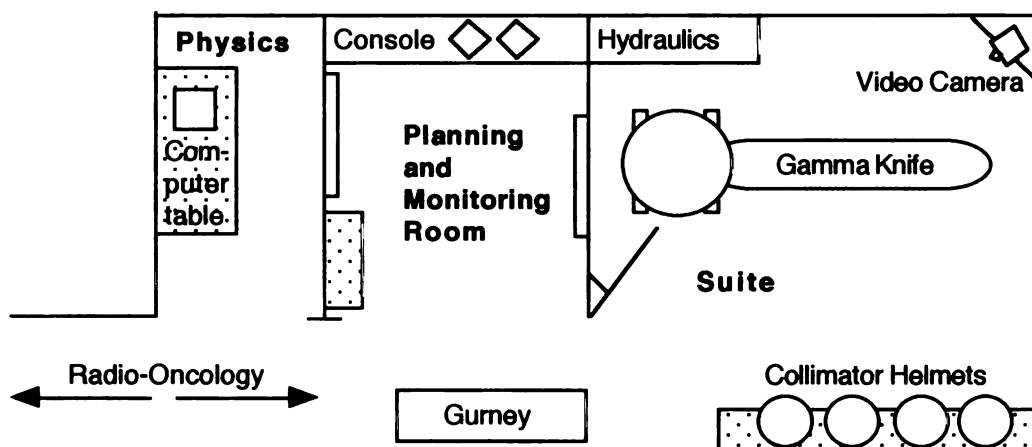 Physics
Console
Hydraulics
Video Camera
Com-
puter
table
Planning
and
Monitoring
Room
Gamma Knife
Suite
Radio-Oncology
Gurney
Collimator Helmets